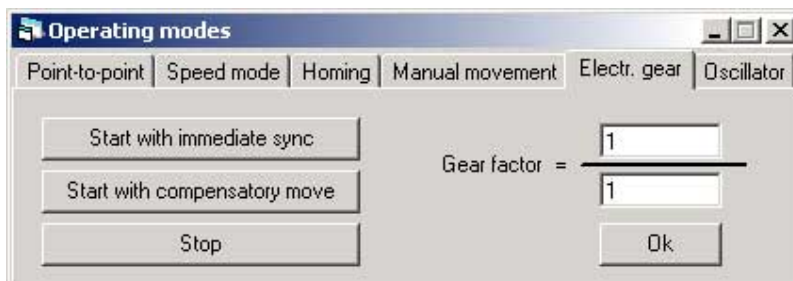 Operating modes
Point-to-point Speed mode Homing Manual movement Electr. gear Oscillator
Start with immediate sync
Start with compensatory move
Stop
Gear factor =
1
1
Ok